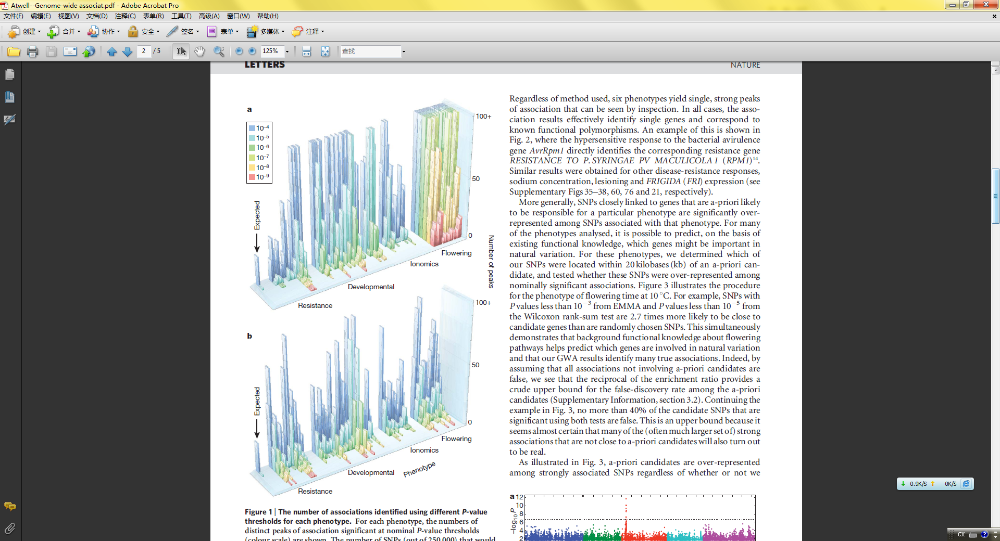 Atwell--Genome-wide associat.pdf - Adobe Acrobat Pro
文件(F) 编辑(E) 视图(V) 文档(D) 注释(C) 表单(R) 工具(T) 高级(A) 窗口(W) 帮助(H)
创建 合并 协作 安全 签名 表单 多媒体 注释
2 / 5 125% 查找
LETTERS NATURE
a
10⁻⁴
10⁻⁵
10⁻⁶
10⁻⁷
10⁻⁸
10⁻⁹
Expected
100+
50
0
Number of peaks
Flowering
Ionomics
Developmental
Resistance
b
Expected
100+
50
0
Flowering
Ionomics
Phenotype
Developmental
Resistance
Figure 1 | The number of associations identified using different P-value
thresholds for each phenotype. For each phenotype, the numbers of
distinct peaks of association significant at nominal P-value thresholds
(colour scale) are shown. The number of SNPs (out of 250,000) that would
Regardless of method used, six phenotypes yield single, strong peaks
of association that can be seen by inspection. In all cases, the asso-
ciation results effectively identify single genes and correspond to
known functional polymorphisms. An example of this is shown in
Fig. 2, where the hypersensitive response to the bacterial avirulence
gene AvrRpm1 directly identifies the corresponding resistance gene
RESISTANCE TO P. SYRINGAE PV MACULICOLA 1 (RPM1)¹⁴.
Similar results were obtained for other disease-resistance responses,
sodium concentration, lesioning and FRIGIDA (FRI) expression (see
Supplementary Figs 35–38, 60, 76 and 21, respectively).
More generally, SNPs closely linked to genes that are a-priori likely
to be responsible for a particular phenotype are significantly over-
represented among SNPs associated with that phenotype. For many
of the phenotypes analysed, it is possible to predict, on the basis of
existing functional knowledge, which genes might be important in
natural variation. For these phenotypes, we determined which of
our SNPs were located within 20 kilobases (kb) of an a-priori can-
didate, and tested whether these SNPs were over-represented among
nominally significant associations. Figure 3 illustrates the procedure
for the phenotype of flowering time at 10 °C. For example, SNPs with
P values less than 10⁻³ from EMMA and P values less than 10⁻⁵ from
the Wilcoxon rank-sum test are 2.7 times more likely to be close to
candidate genes than are randomly chosen SNPs. This simultaneously
demonstrates that background functional knowledge about flowering
pathways helps predict which genes are involved in natural variation
and that our GWA results identify many true associations. Indeed, by
assuming that all associations not involving a-priori candidates are
false, we see that the reciprocal of the enrichment ratio provides a
crude upper bound for the false-discovery rate among the a-priori
candidates (Supplementary Information, section 3.2). Continuing the
example in Fig. 3, no more than 40% of the candidate SNPs that are
significant using both tests are false. This is an upper bound because it
seems almost certain that many of the (often much larger set of) strong
associations that are not close to a-priori candidates will also turn out
to be real.
As illustrated in Fig. 3, a-priori candidates are over-represented
among strongly associated SNPs regardless of whether or not we
a
12
10
8
6
4
2
−log₁₀ P
0.9K/S 0K/S
CH